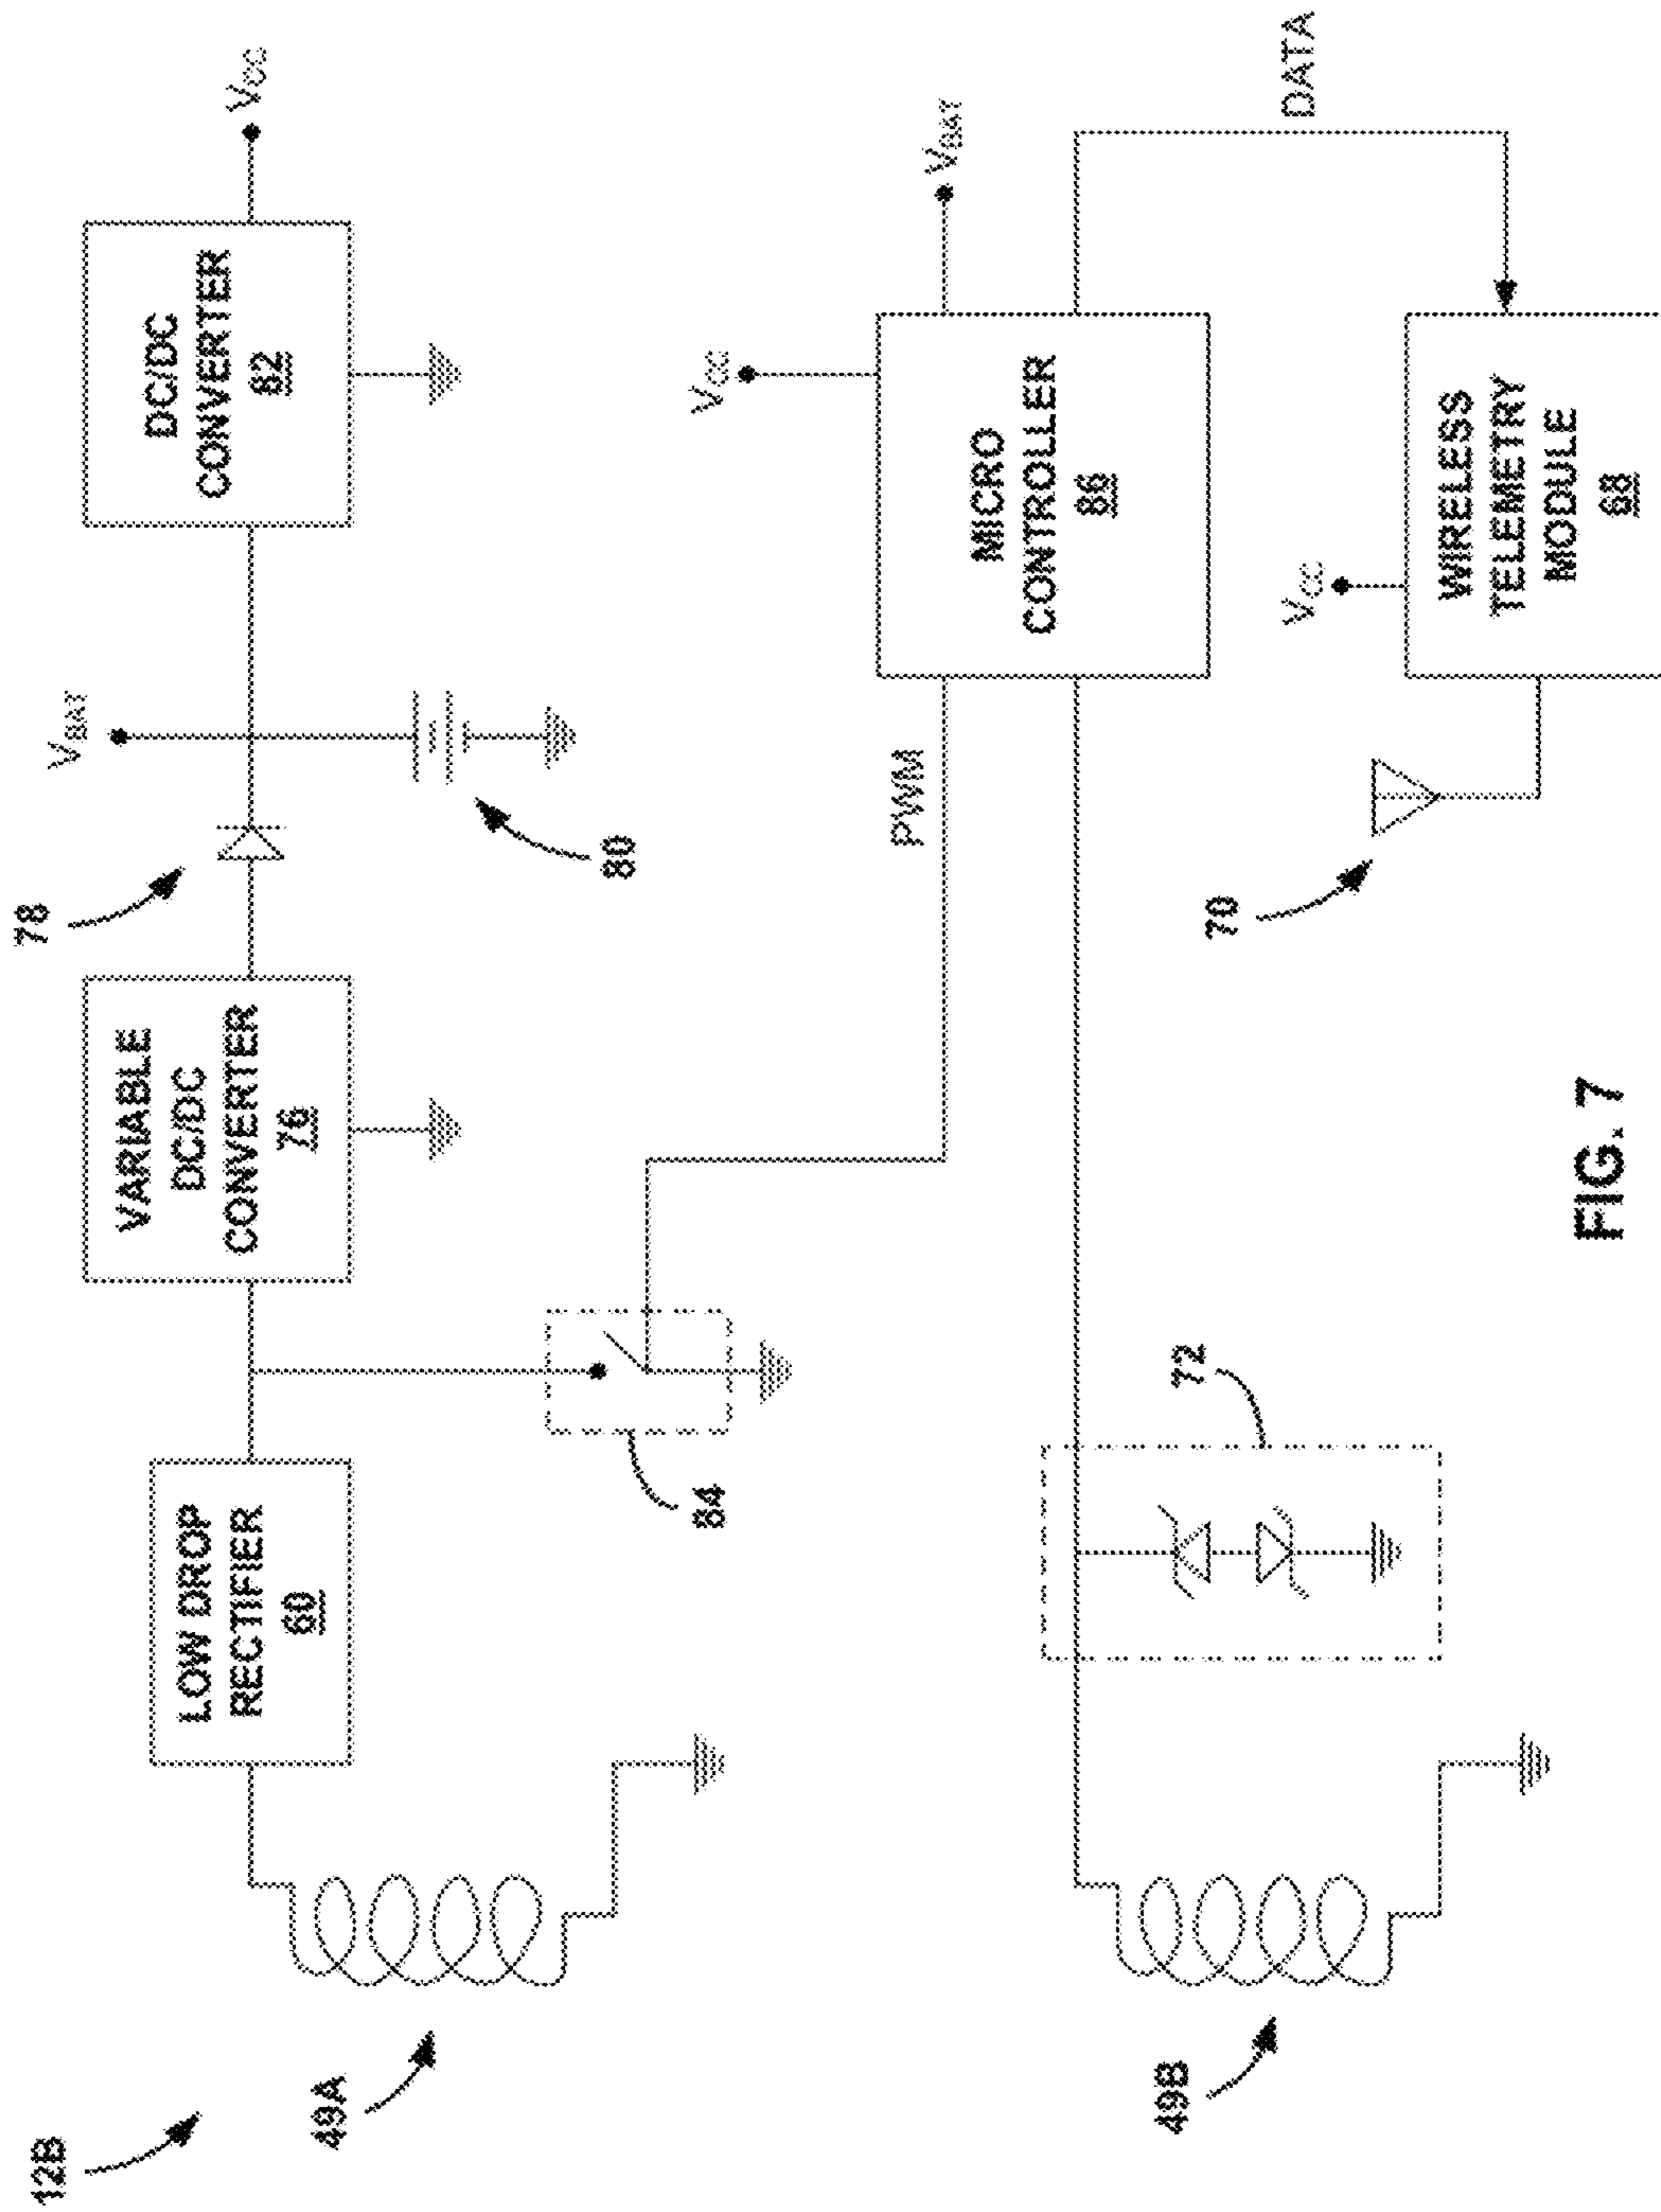 12B
49A
LOW DROP
RECTIFIER
60
84
VARIABLE
DC/DC
CONVERTER
76
78
VBAT
80
DC/DC
CONVERTER
82
VCC
49B
72
PWM
VCC
MICRO
CONTROLLER
86
VBAT
DATA
70
VCC
WIRELESS
TELEMETRY
MODULE
68
FIG. 7